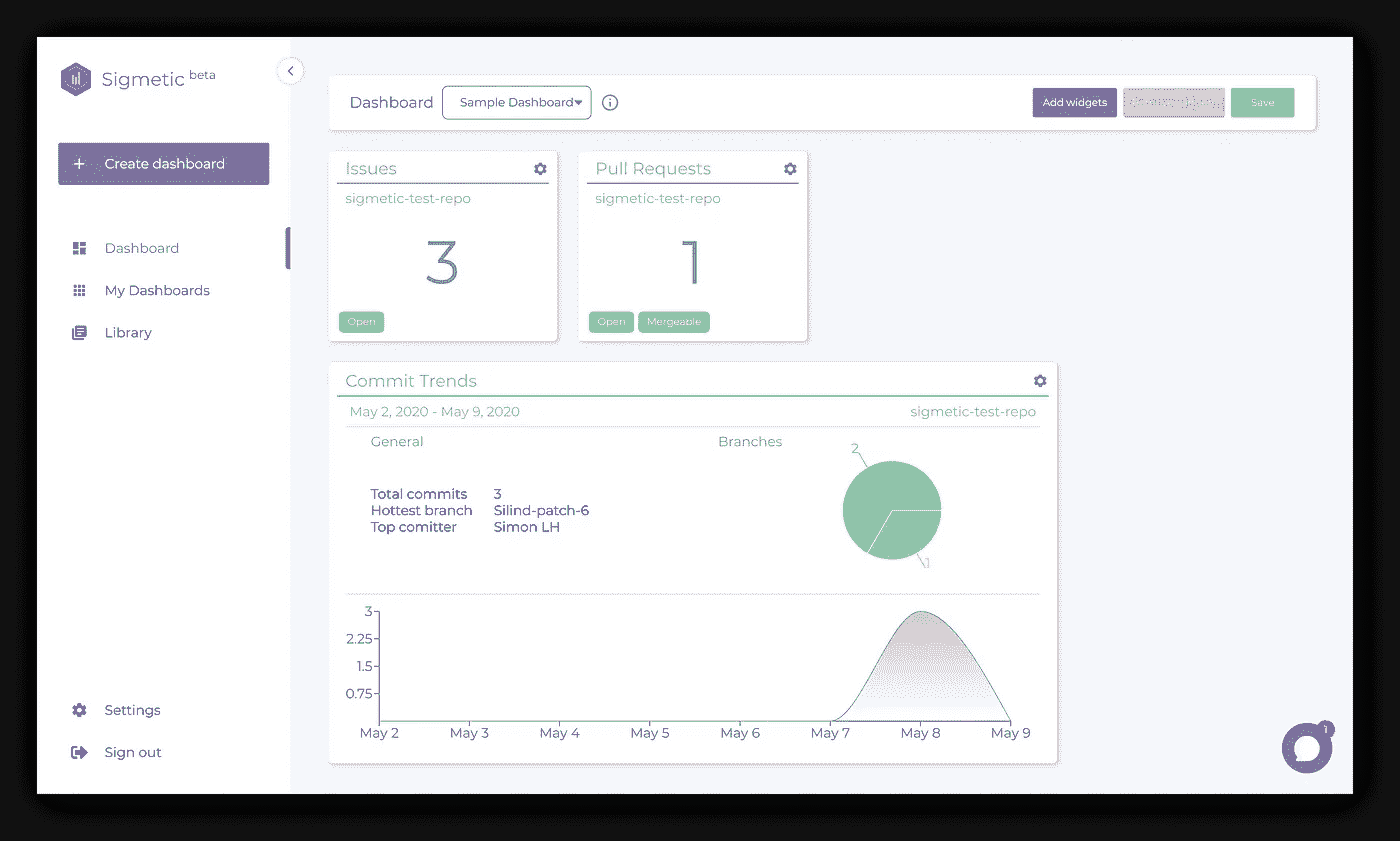 Sigmetic beta
Create dashboard
Dashboard
My Dashboards
Library
Settings
Sign out
Dashboard Sample Dashboard Add widgets Save
Issues
sigmetic-test-repo
3
Open
Pull Requests
sigmetic-test-repo
1
Open Mergeable
Commit Trends
May 2, 2020 - May 9, 2020 sigmetic-test-repo
General
Total commits 3
Hottest branch Silind-patch-6
Top comitter Simon LH
Branches
2
1
3
2.25
1.5
0.75
May 2 May 3 May 4 May 5 May 6 May 7 May 8 May 9
1